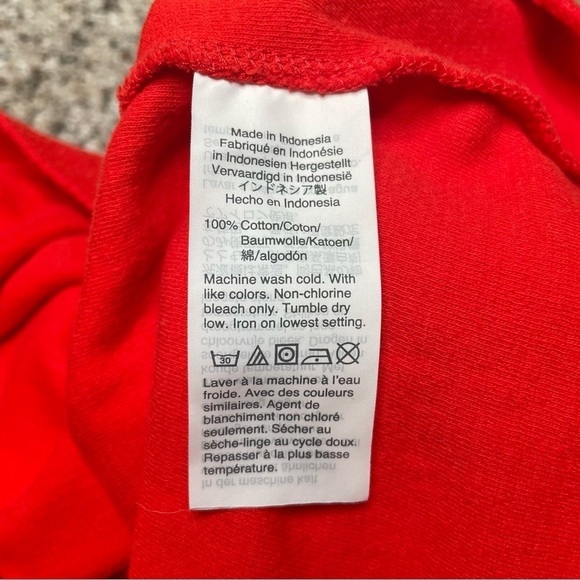 Made in Indonesia
Fabriqué en Indonésie
in Indonesien Hergestellt
Vervaardigd in Indonesië
インドネシア製
Hecho en Indonesia
100% Cotton/Coton/
Baumwolle/Katoen/
綿/algodón
Machine wash cold. With
like colors. Non-chlorine
bleach only. Tumble dry
low. Iron on lowest setting.
30
Laver à la machine à l'eau
froide. Avec des couleurs
similaires. Agent de
blanchiment non chloré
seulement. Sécher au
sèche-linge au cycle doux.
Repasser à la plus basse
température.